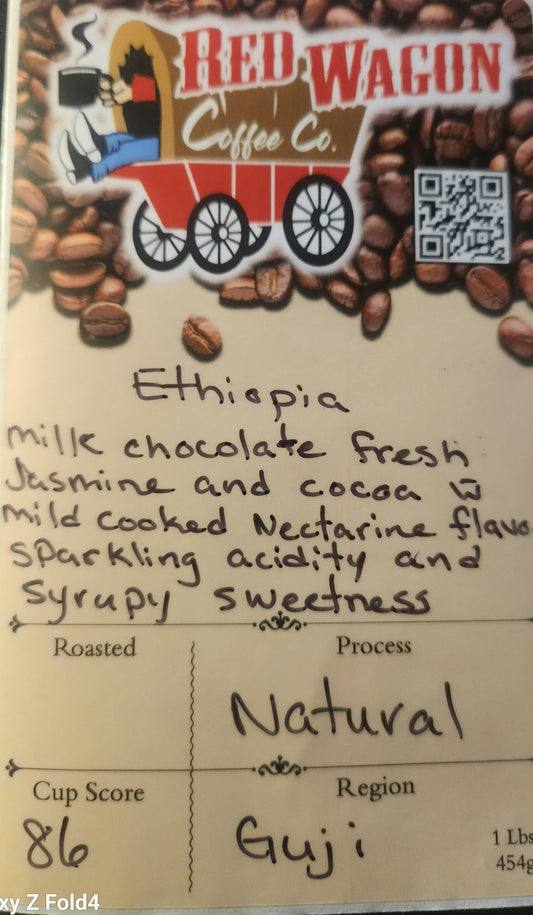 RED WAGON
Coffee Co.
Ethiopia
milk chocolate fresh
Jasmine and cocoa w̄
mild cooked Nectarine flavo
sparkling acidity and
syrupy sweetness
Roasted
Process
Natural
Cup Score
Region
86
Guji
1 Lbs
454g
xy Z Fold4